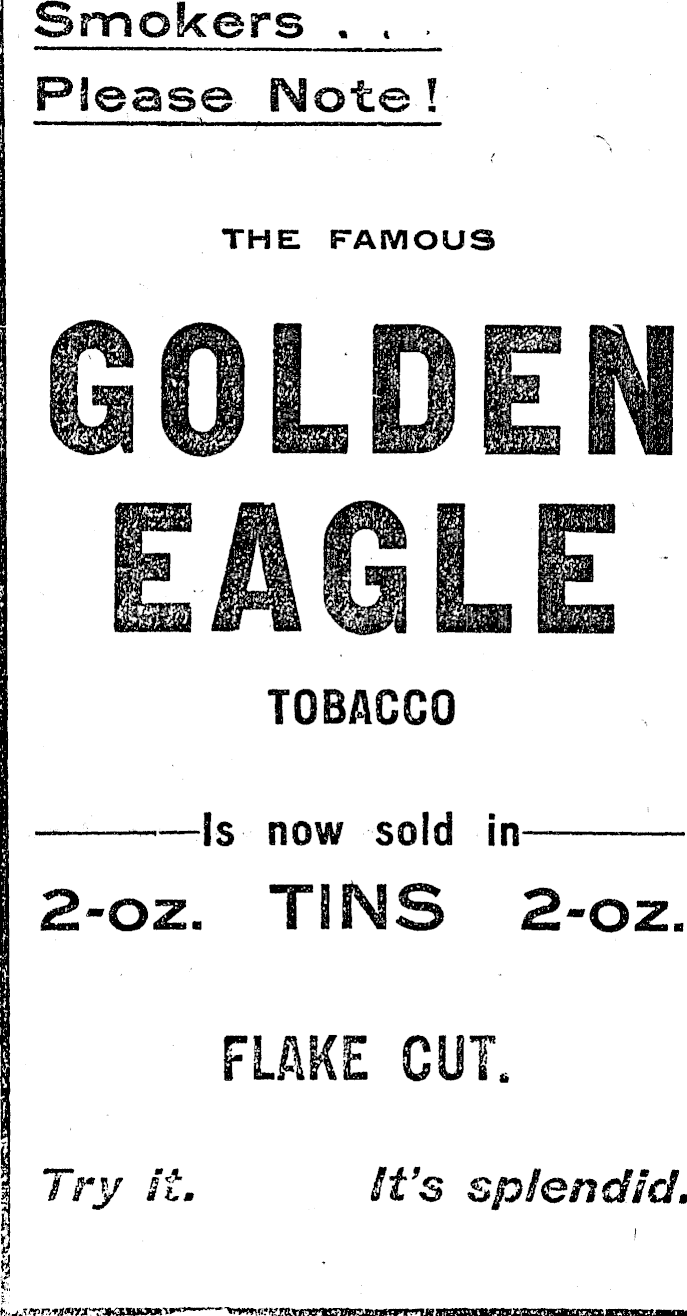 Smokers . . .
Please Note!
THE FAMOUS
GOLDEN
EAGLE
TOBACCO
Is now sold in
2-oz. TINS 2-oz.
FLAKE CUT.
Try it. It's splendid.